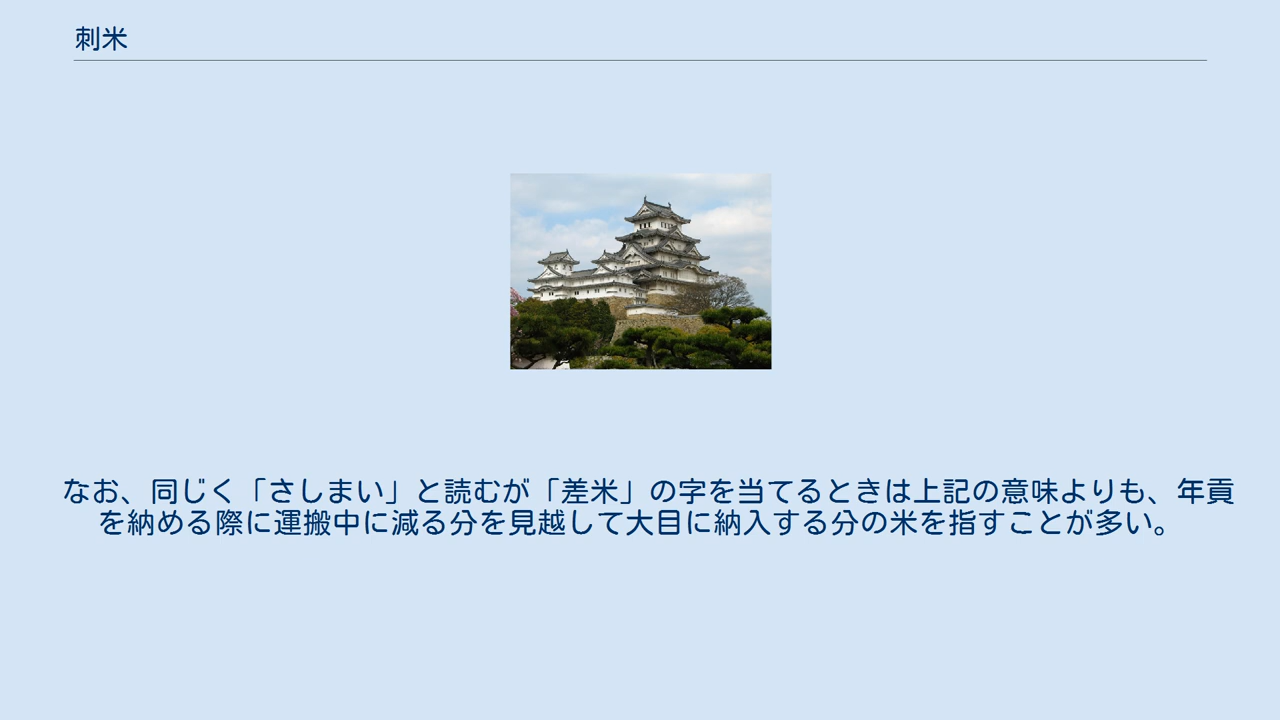 刺米
なお、同じく「さしまい」と読むが「差米」の字を当てるときは上記の意味よりも、年貢
を納める際に運搬中に減る分を見越して大目に納入する分の米を指すことが多い。